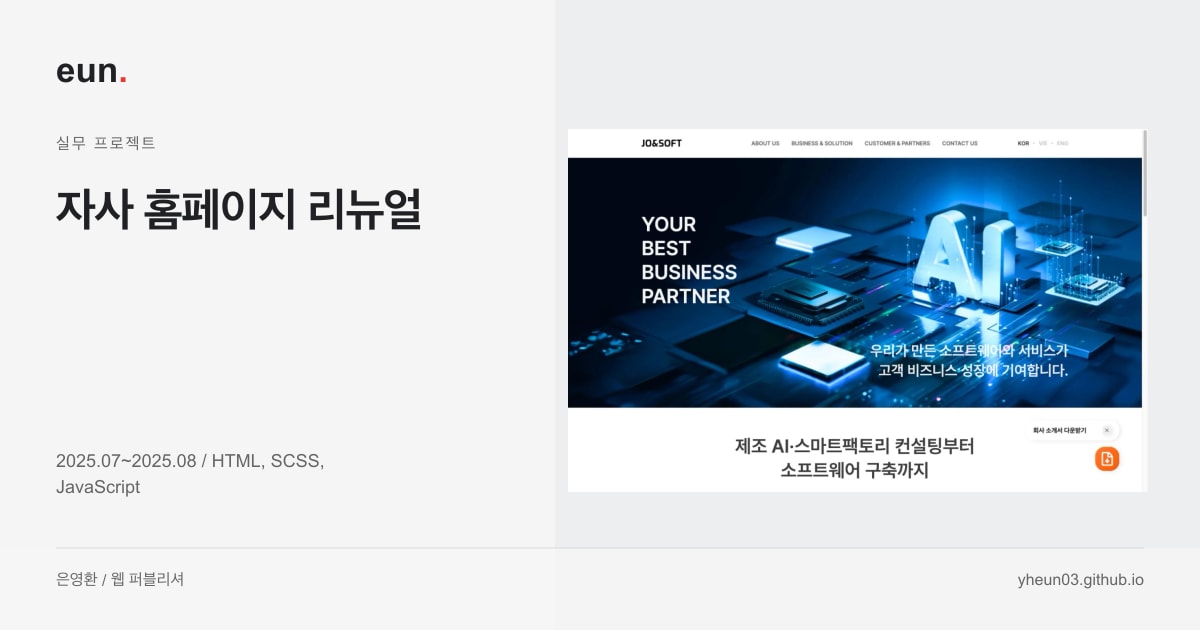 eun.
실무 프로젝트
자사 홈페이지 리뉴얼
2025.07~2025.08 / HTML, SCSS,
JavaScript
JO&SOFT
ABOUT US BUSINESS & SOLUTION CUSTOMER & PARTNERS CONTACT US
KOR · VIE · ENG
YOUR
BEST
BUSINESS
PARTNER
AI
우리가 만든 소프트웨어와 서비스가
고객 비즈니스 성장에 기여합니다.
회사 소개서 다운받기 ×
제조 AI·스마트팩토리 컨설팅부터
소프트웨어 구축까지
은영환 / 웹 퍼블리셔
yheun03.github.io